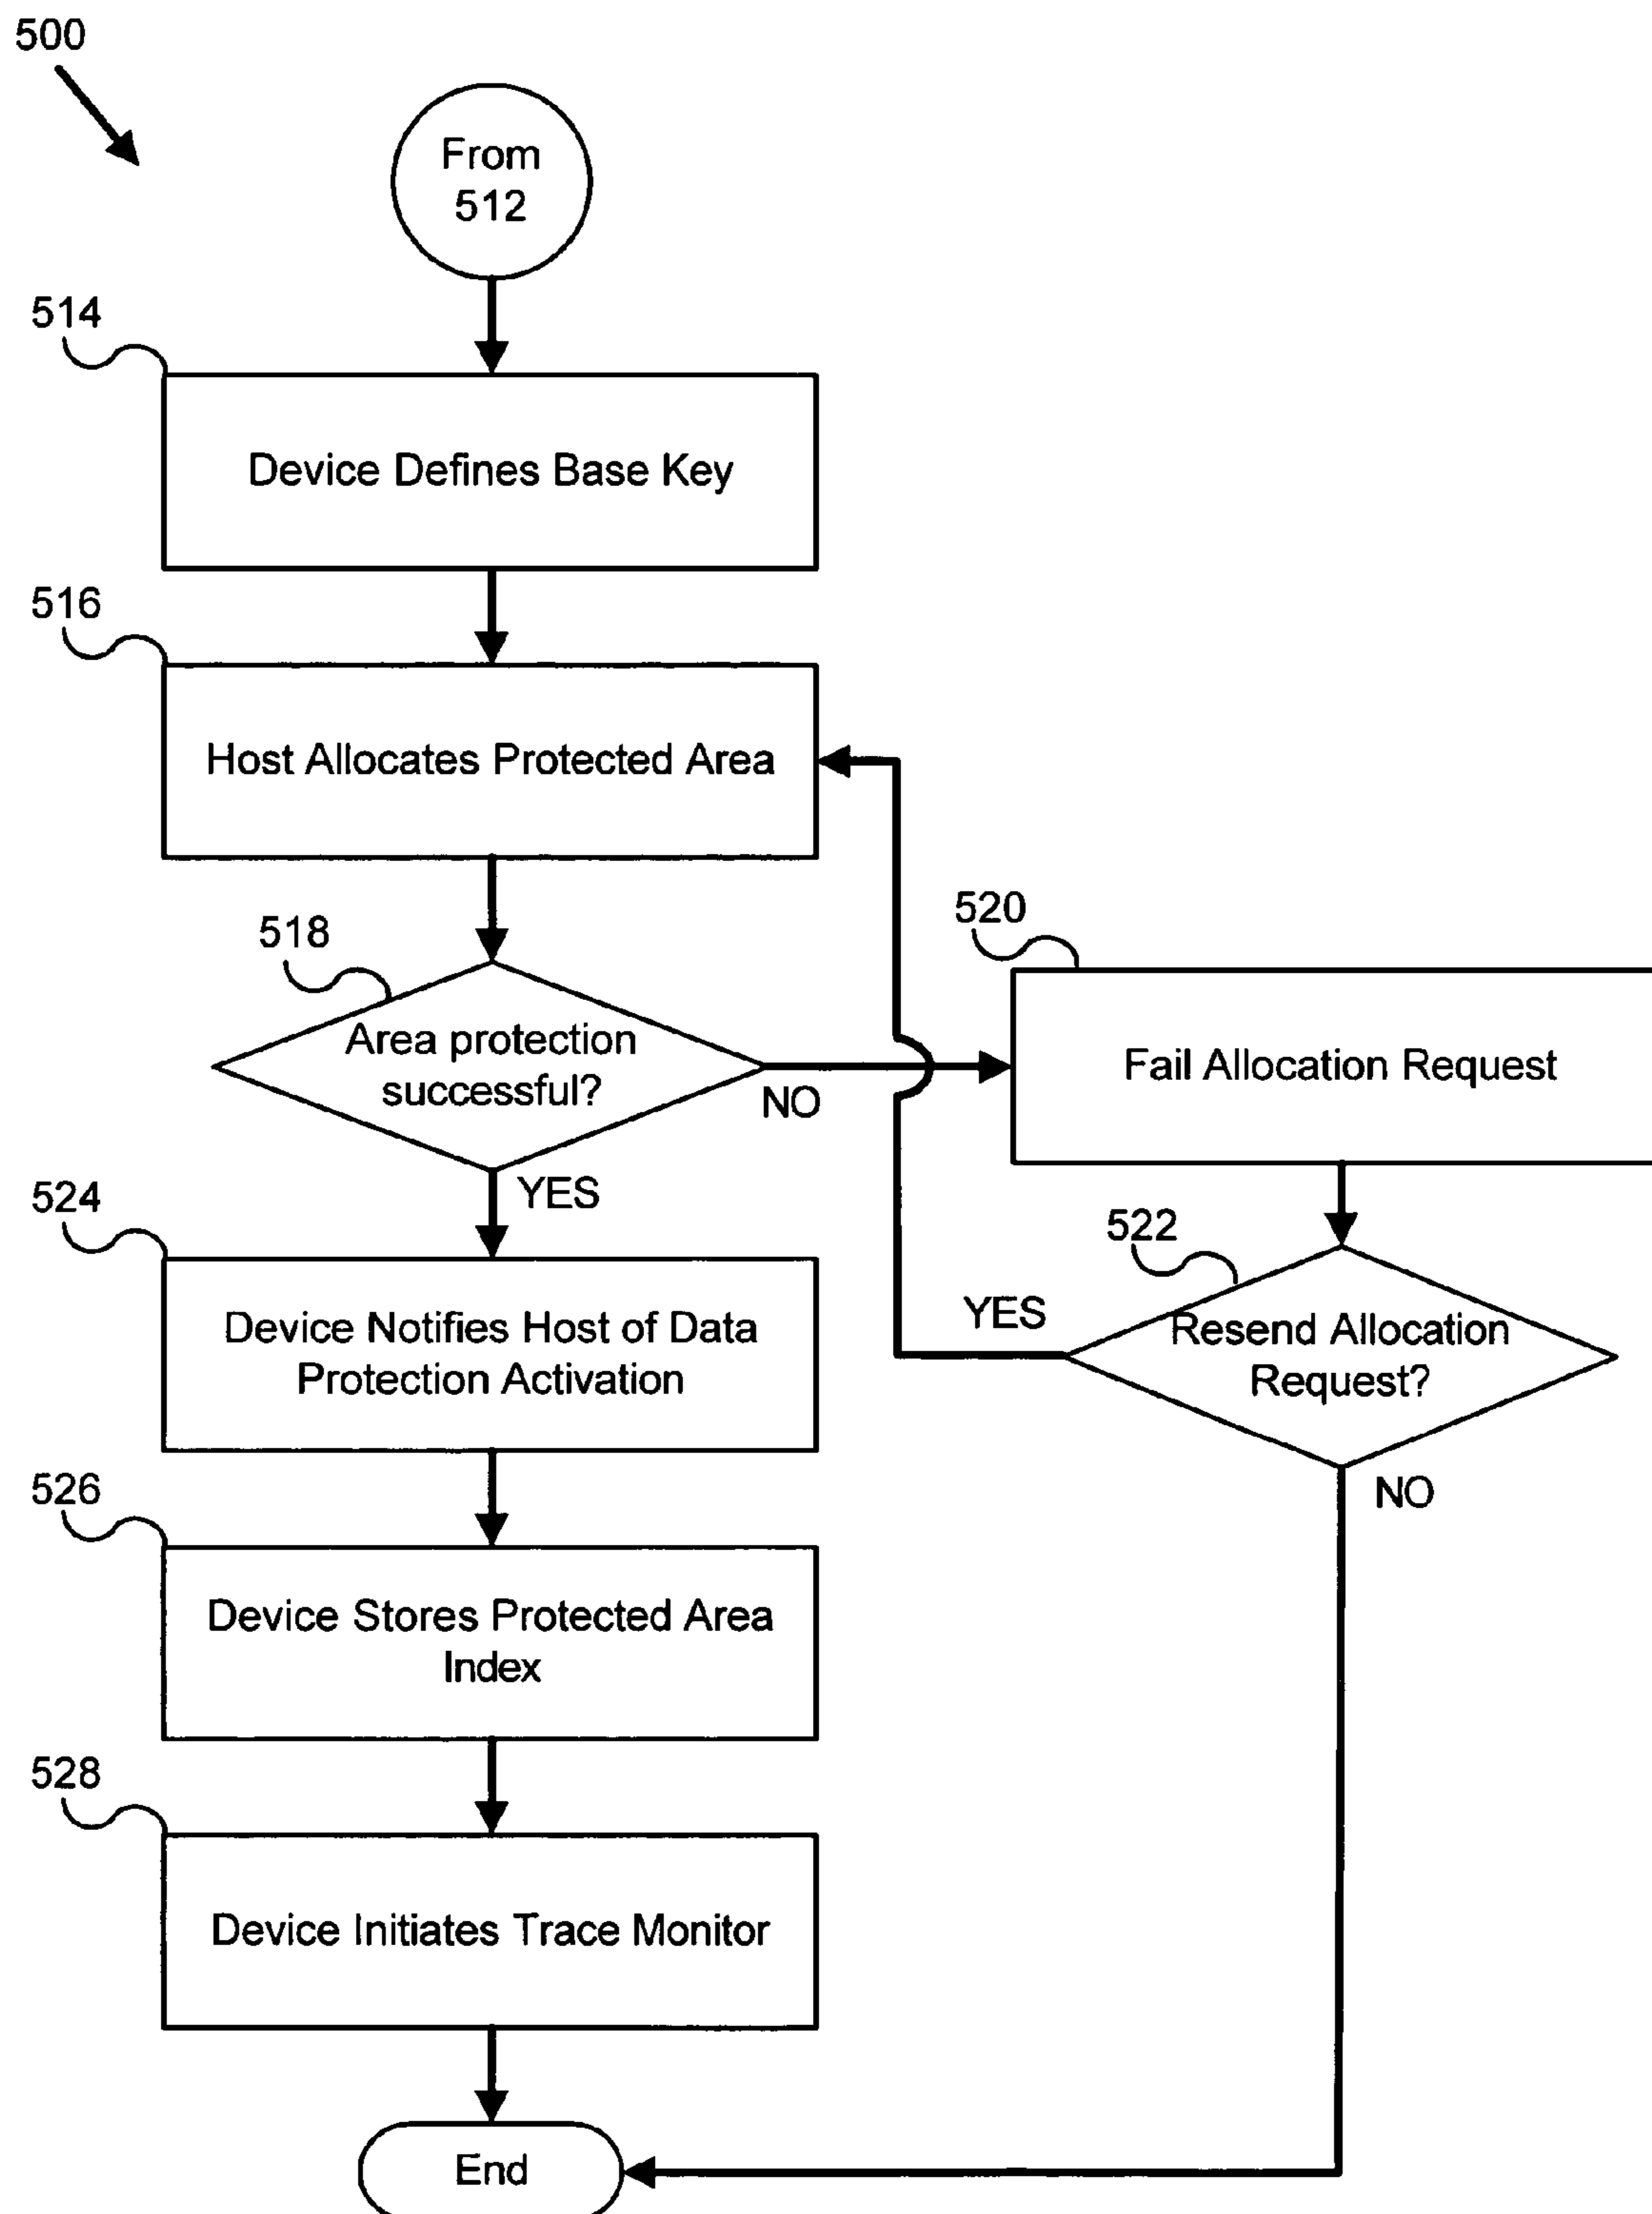 500
From
512
514
Device Defines Base Key
516
Host Allocates Protected Area
518
Area protection
successful?
NO
YES
520
Fail Allocation Request
522
Resend Allocation
Request?
YES
NO
524
Device Notifies Host of Data
Protection Activation
526
Device Stores Protected Area
Index
528
Device Initiates Trace Monitor
End